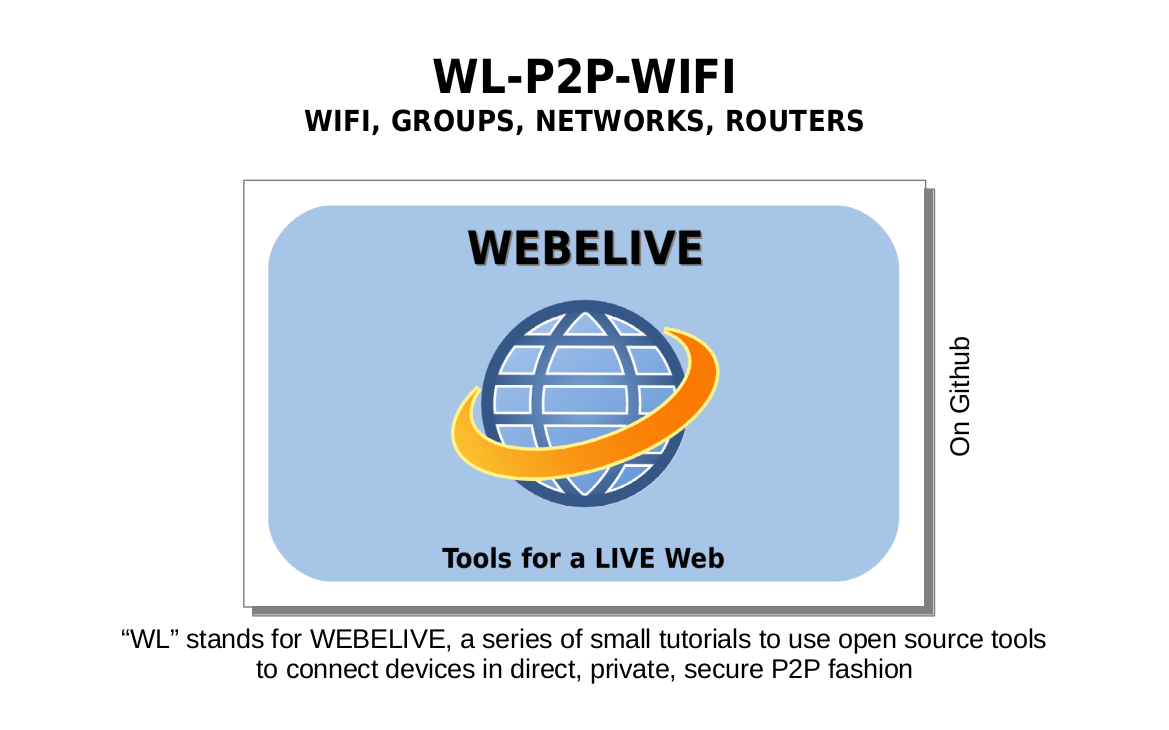 WL-P2P-WIFI
WIFI, GROUPS, NETWORKS, ROUTERS
WEBELIVE
Tools for a LIVE Web
On Github
“WL” stands for WEBELIVE, a series of small tutorials to use open source tools
to connect devices in direct, private, secure P2P fashion